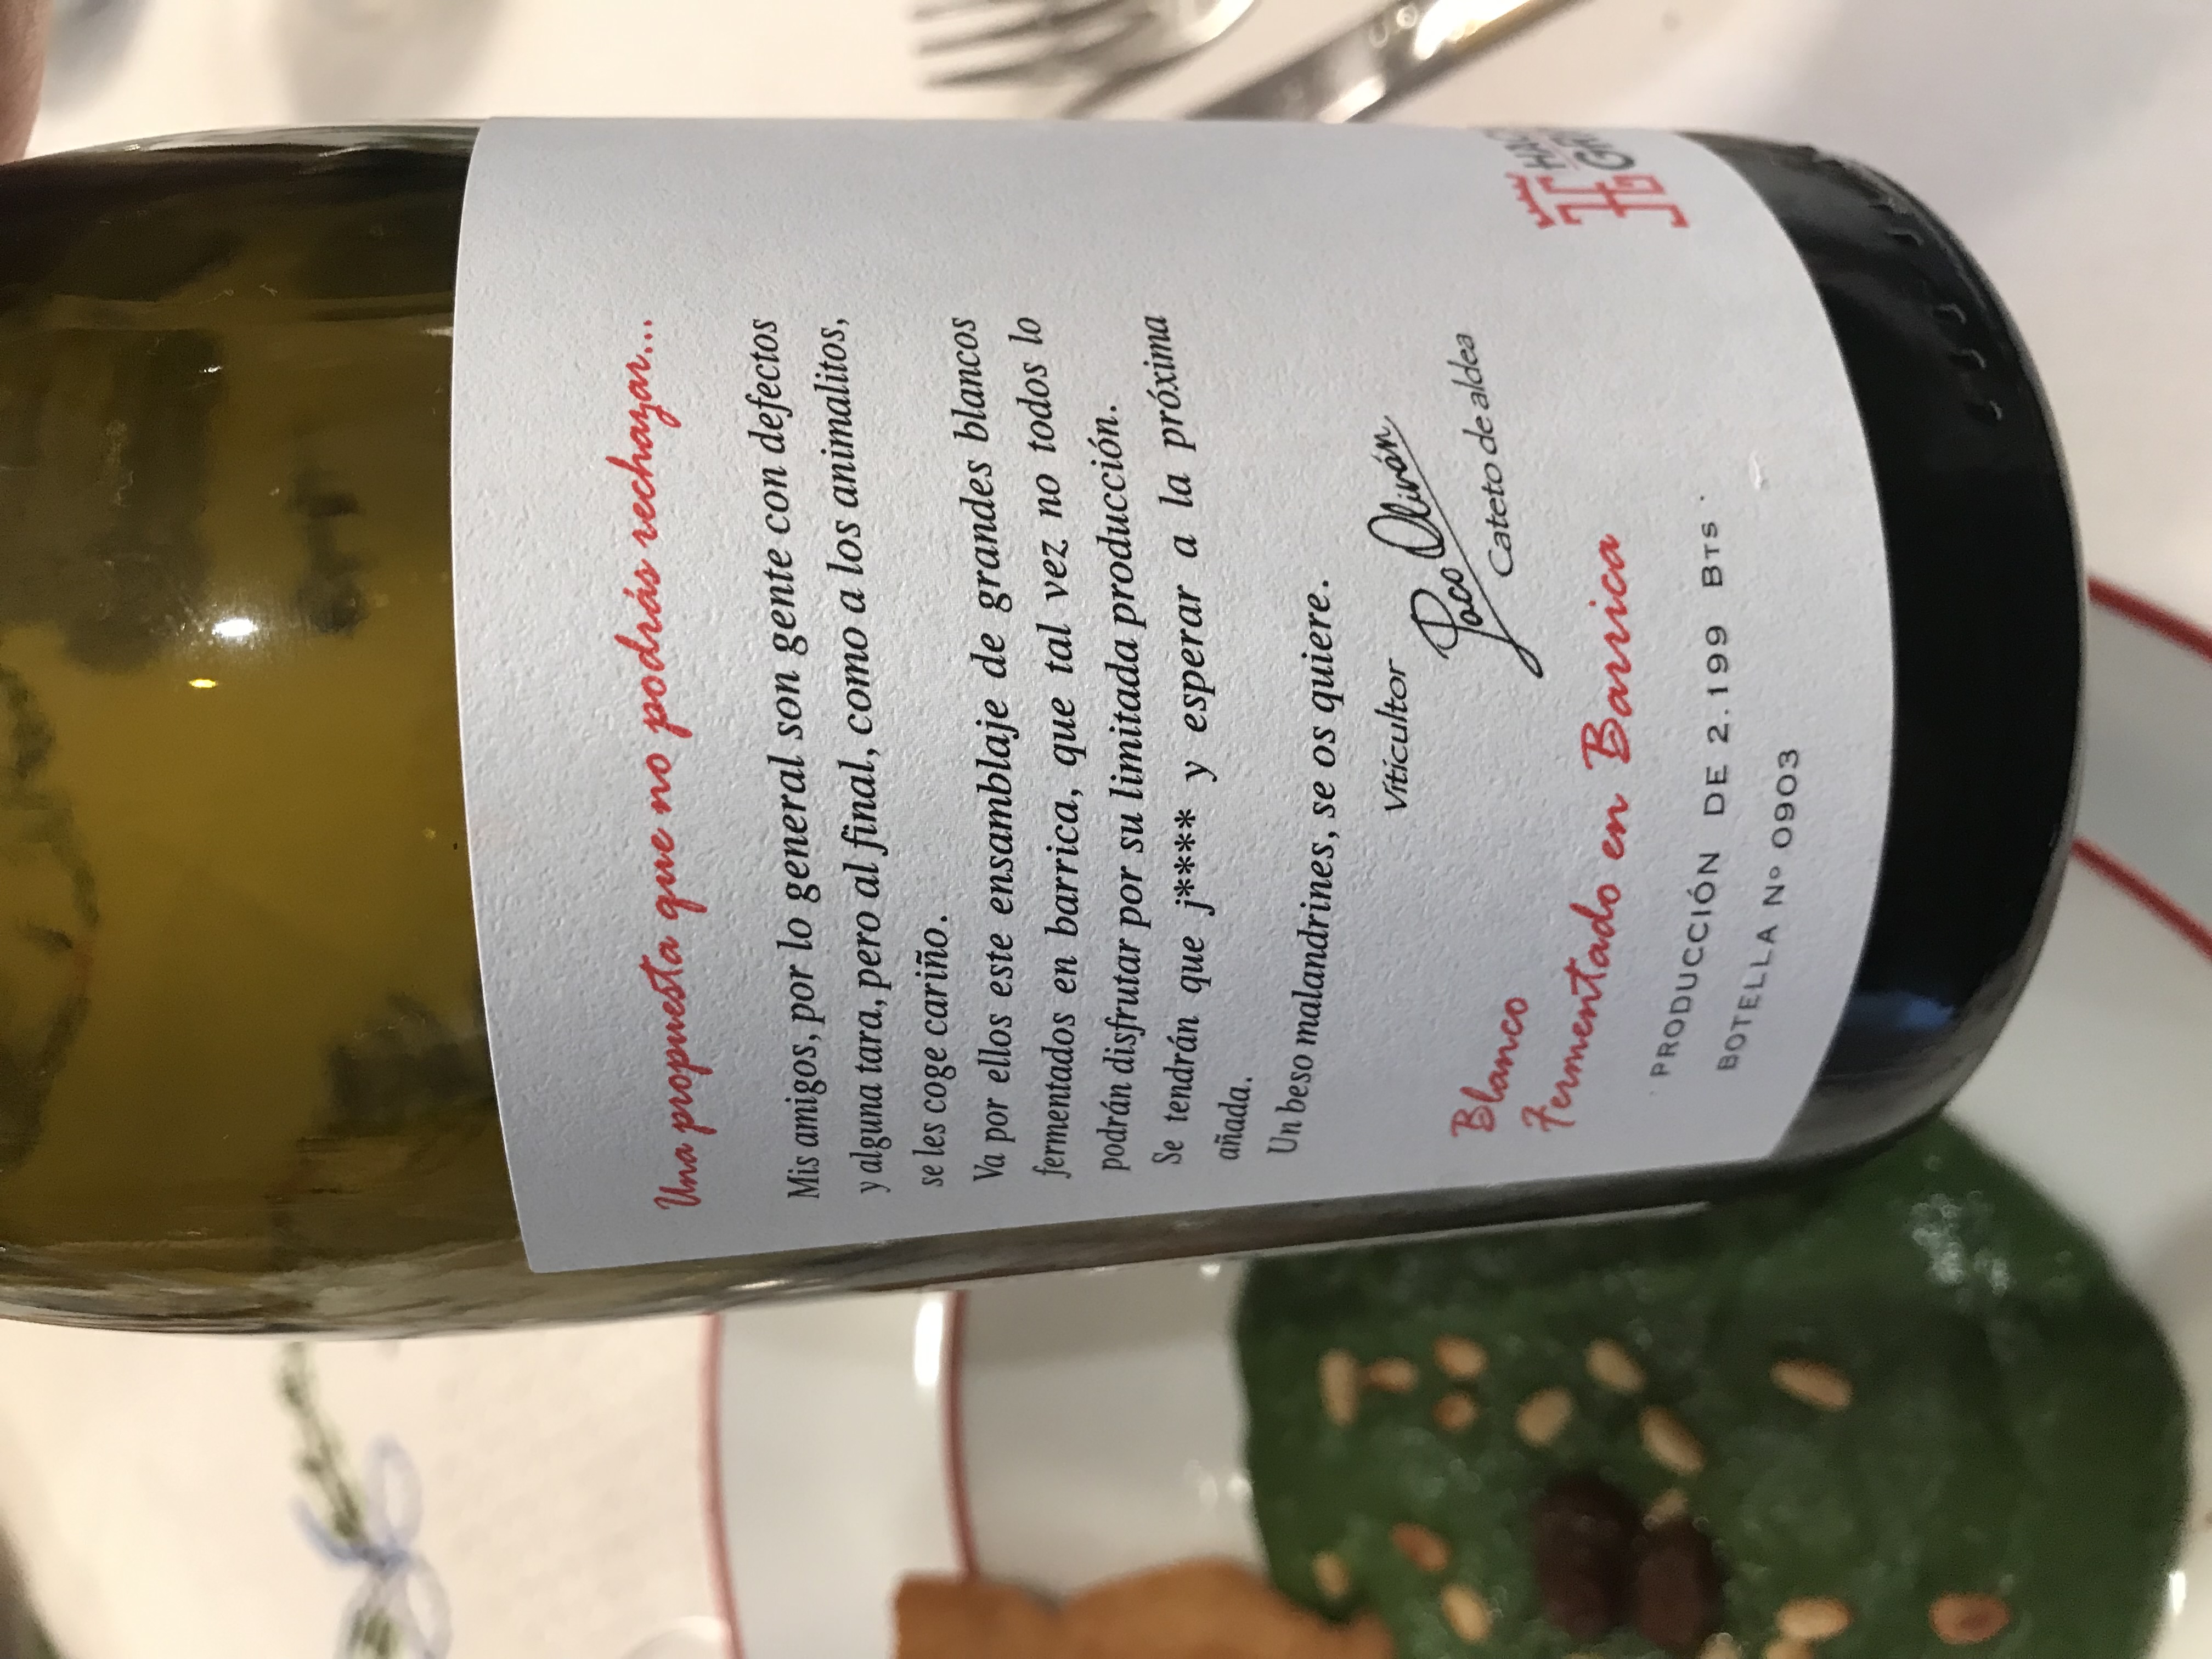 Una propuesta que no podrás rechazar...
Mis amigos, por lo general son gente con defectos
y alguna tara, pero al final, como a los animalitos,
se les coge cariño.
Va por ellos este ensamblaje de grandes blancos
fermentados en barrica, que tal vez no todos lo
podrán disfrutar por su limitada producción.
Se tendrán que j**** y esperar a la próxima
añada.
Un beso malandrines, se os quiere.
Viticultor
Paco Oliván
Cateto de aldea
Blanco
Fermentado en Barrica
PRODUCCIÓN DE 2.199 BTS
BOTELLA Nº 0903